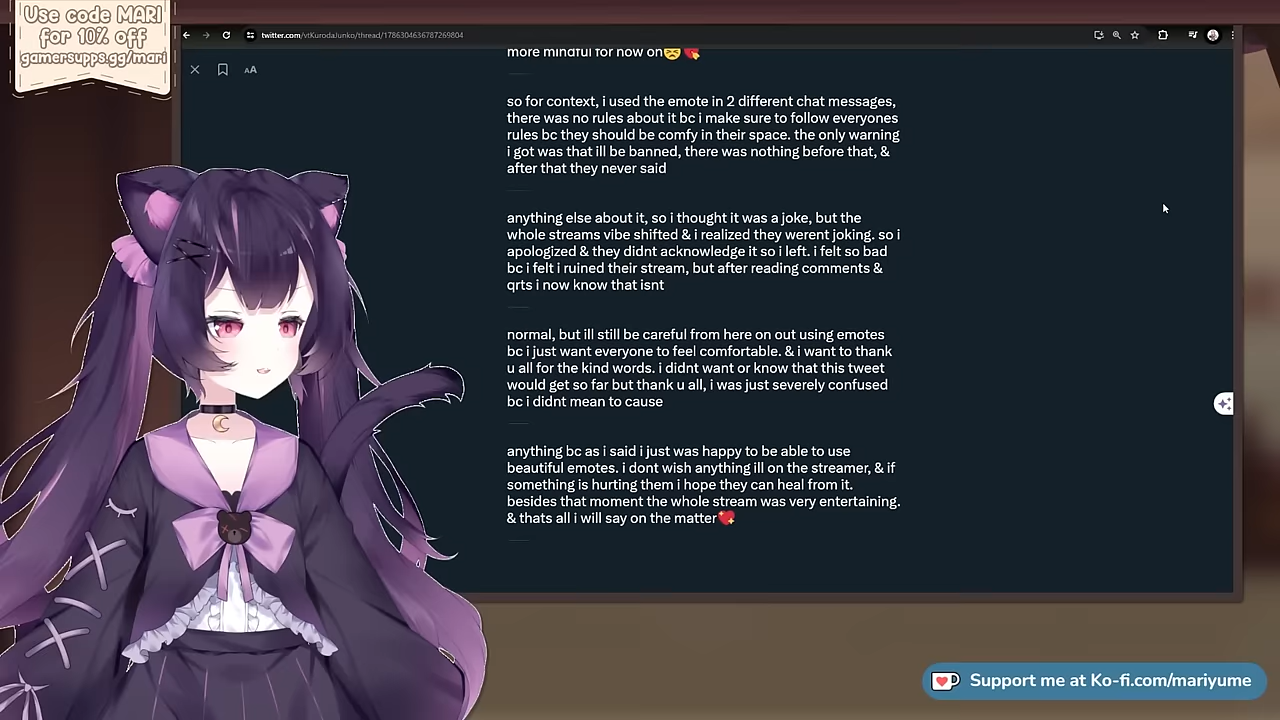 Use code MARI
for 10% off
gamersupps.gg/mari
twitter.com/vtKurodaJunko/thread/1786304636787269804
AA
more mindful for now on😣💘
so for context, i used the emote in 2 different chat messages,
there was no rules about it bc i make sure to follow everyones
rules bc they should be comfy in their space. the only warning
i got was that ill be banned, there was nothing before that, &
after that they never said
anything else about it, so i thought it was a joke, but the
whole streams vibe shifted & i realized they werent joking. so i
apologized & they didnt acknowledge it so i left. i felt so bad
bc i felt i ruined their stream, but after reading comments &
qrts i now know that isnt
normal, but ill still be careful from here on out using emotes
bc i just want everyone to feel comfortable. & i want to thank
u all for the kind words. i didnt want or know that this tweet
would get so far but thank u all, i was just severely confused
bc i didnt mean to cause
anything bc as i said i just was happy to be able to use
beautiful emotes. i dont wish anything ill on the streamer, & if
something is hurting them i hope they can heal from it.
besides that moment the whole stream was very entertaining.
& thats all i will say on the matter💖
Support me at Ko-fi.com/mariyume